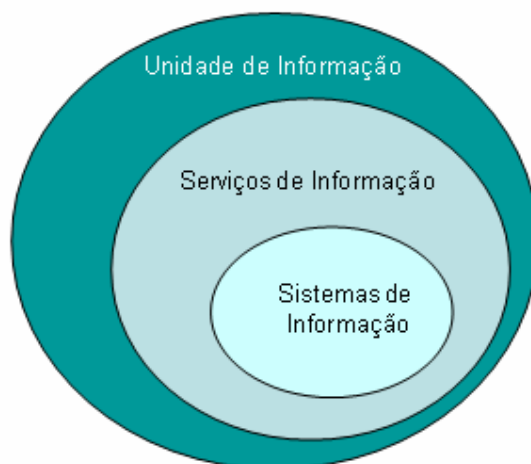 Unidade de Informação
Serviços de Informação
Sistemas de
Informação